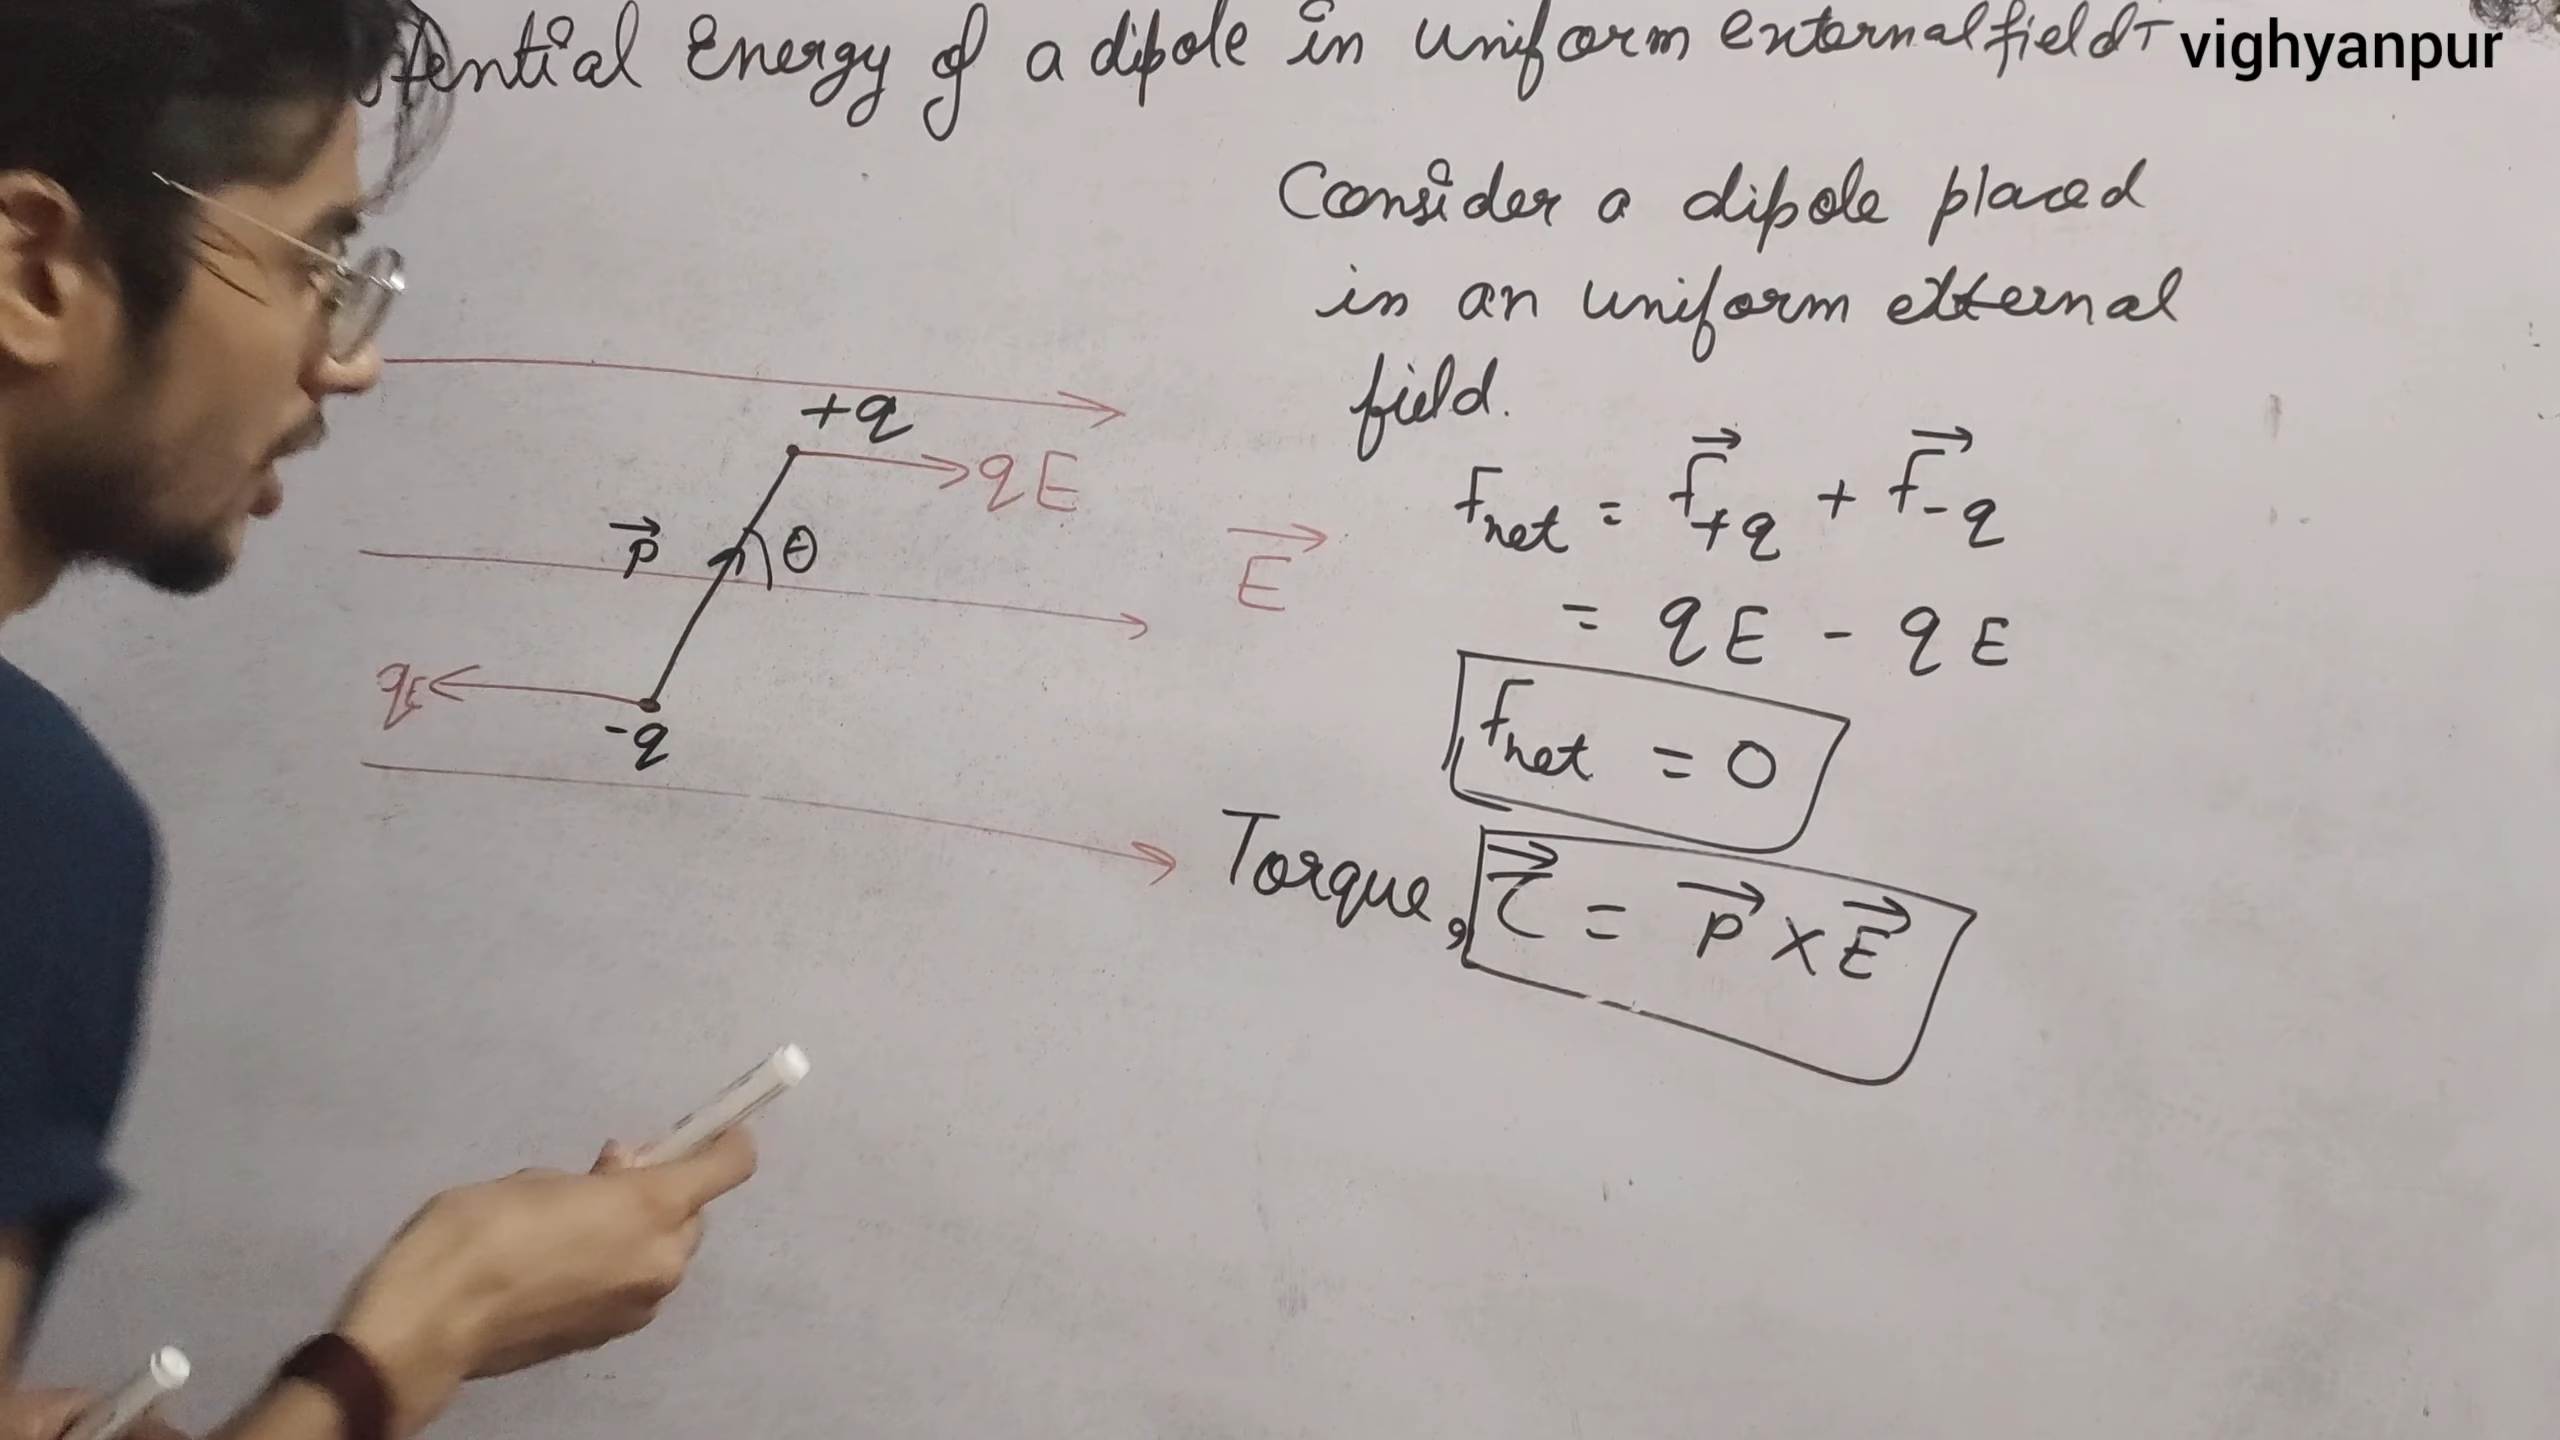 tential Energy of a dipole in uniform external field:-
vighyanpur
Consider a dipole placed
in an uniform external
field.
+q
qE
p⃗
θ
E⃗
qE
-q
Fnet = F⃗+q + F⃗-q
= qE - qE
Fnet = 0
Torque, τ⃗ = p⃗ × E⃗